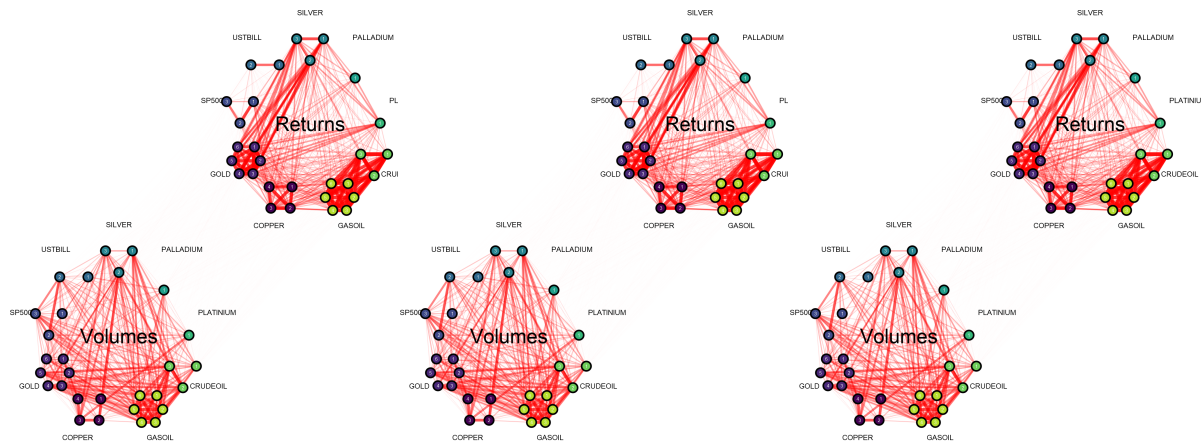 SILVER
USTBILL
PALLADIUM
SP500
PL
Returns
GOLD
CRUI
COPPER
GASOIL
SILVER
USTBILL
PALLADIUM
SP500
PL
Returns
GOLD
CRUI
COPPER
GASOIL
SILVER
USTBILL
PALLADIUM
SP500
PLATINIU
Returns
GOLD
CRUDEOIL
COPPER
GASOIL
SILVER
USTBILL
PALLADIUM
SP500
PLATINIUM
Volumes
GOLD
CRUDEOIL
COPPER
GASOIL
SILVER
USTBILL
PALLADIUM
SP500
PLATINIUM
Volumes
GOLD
CRUDEOIL
COPPER
GASOIL
SILVER
USTBILL
PALLADIUM
SP500
PLATINIUM
Volumes
GOLD
CRUDEOIL
COPPER
GASOIL